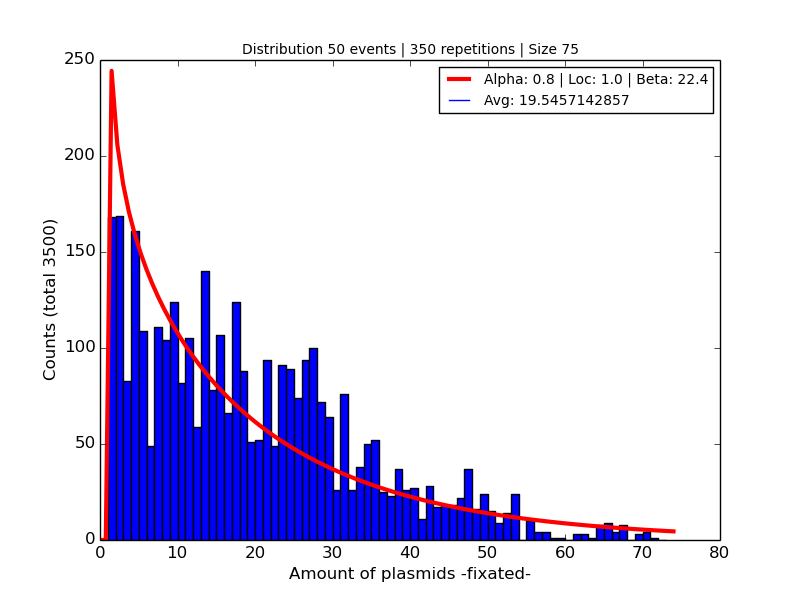 Distribution 50 events | 350 repetitions | Size 75
Alpha: 0.8 | Loc: 1.0 | Beta: 22.4
Avg: 19.5457142857
250
200
150
100
50
0
Counts (total 3500)
0 10 20 30 40 50 60 70 80
Amount of plasmids -fixated-